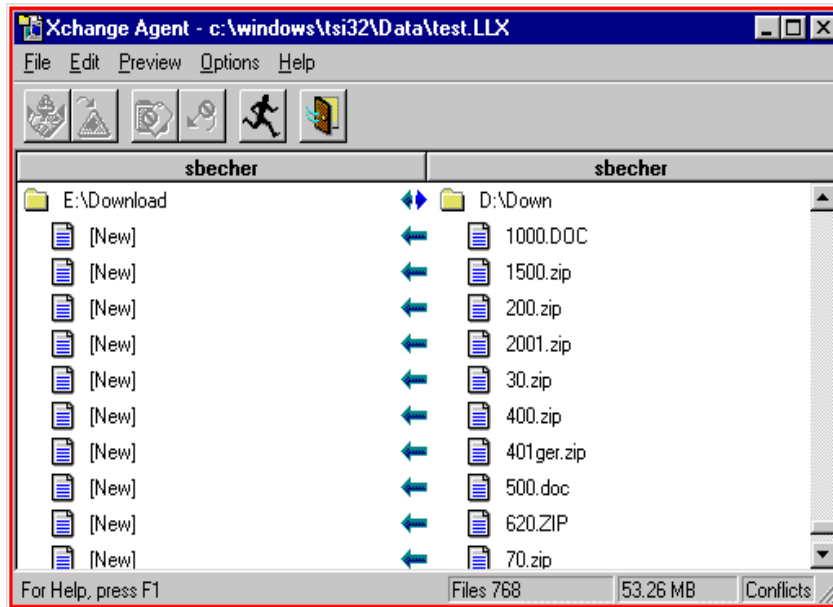 Xchange Agent - c:\windows\tsi32\Data\test.LLX
File Edit Preview Options Help
sbecher sbecher
E:\Download D:\Down
[New] 1000.DOC
[New] 1500.zip
[New] 200.zip
[New] 2001.zip
[New] 30.zip
[New] 400.zip
[New] 401ger.zip
[New] 500.doc
[New] 620.ZIP
[New] 70.zip
For Help, press F1 Files 768 53.26 MB Conflicts